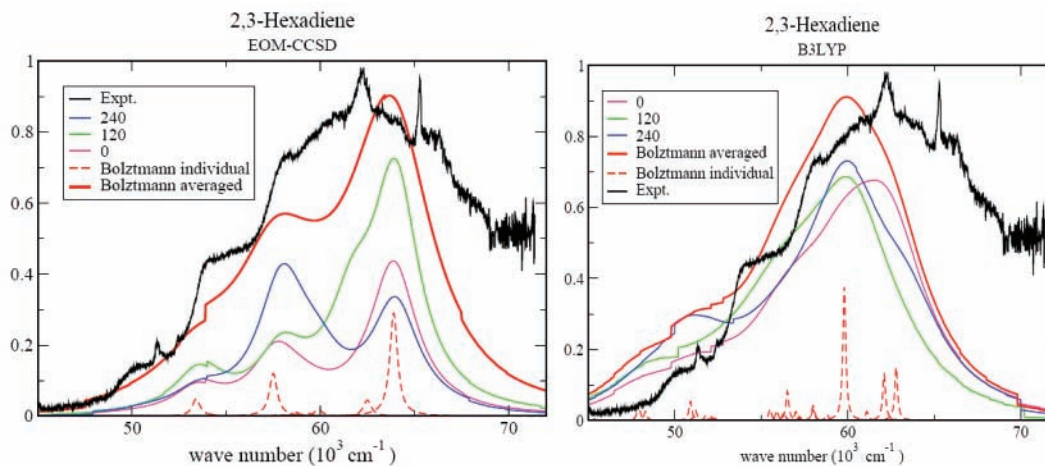 2,3-Hexadiene
EOM-CCSD
1
0.8
0.6
0.4
0.2
0
Expt.
240
120
0
Bolztmann individual
Bolztmann averaged
50
60
70
wave number (10³ cm⁻¹)
2,3-Hexadiene
B3LYP
1
0.8
0.6
0.4
0.2
0
0
120
240
Bolztmann averaged
Bolztmann individual
Expt.
50
60
70
wave number (10³ cm⁻¹)